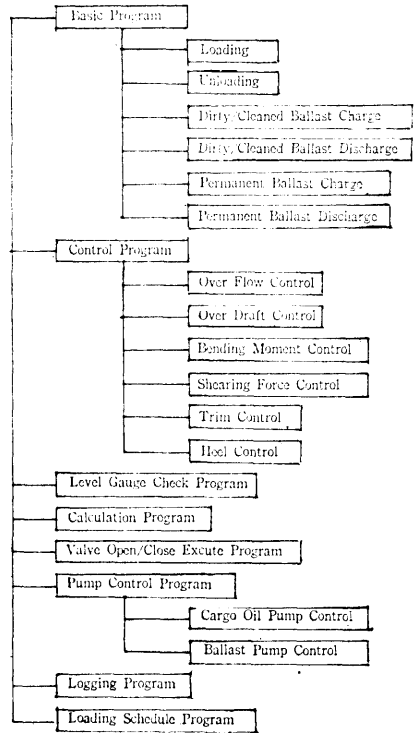 Basic Program
Loading
Unloading
Dirty/Cleaned Ballast Charge
Dirty/Cleaned Ballast Discharge
Permanent Ballast Charge
Permanent Ballast Discharge
Control Program
Over Flow Control
Over Draft Control
Bending Moment Control
Shearing Force Control
Trim Control
Heel Control
Level Gauge Check Program
Calculation Program
Valve Open/Close Excute Program
Pump Control Program
Cargo Oil Pump Control
Ballast Pump Control
Logging Program
Loading Schedule Program